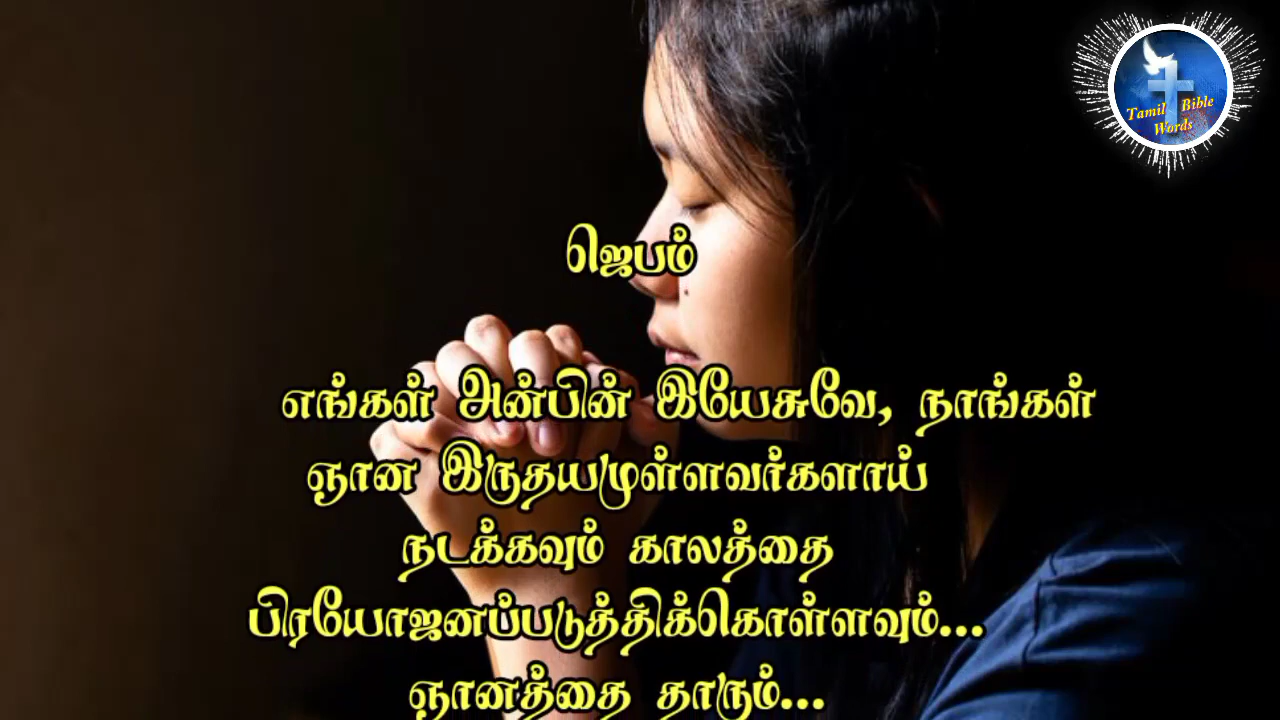 Tamil Bible
Words
ஜெபம்
எங்கள் அன்பின் இயேசுவே, நாங்கள்
ஞான இருதயமுள்ளவர்களாய்
நடக்கவும் காலத்தை
பிரயோஜனப்படுத்திக்கொள்ளவும்...
ஞானத்தை தாரும்...